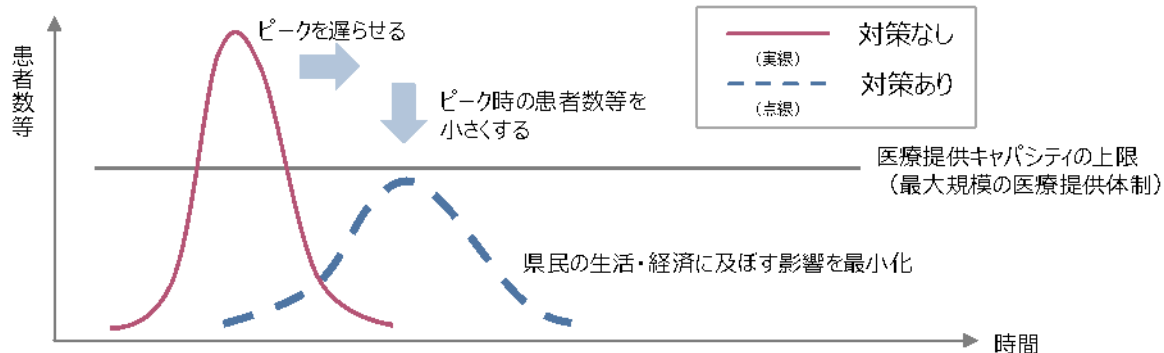 患者数等
ピークを遅らせる
ピーク時の患者数等を
小さくする
対策なし
(実線)
対策あり
(点線)
医療提供キャパシティの上限
(最大規模の医療提供体制)
県民の生活・経済に及ぼす影響を最小化
時間